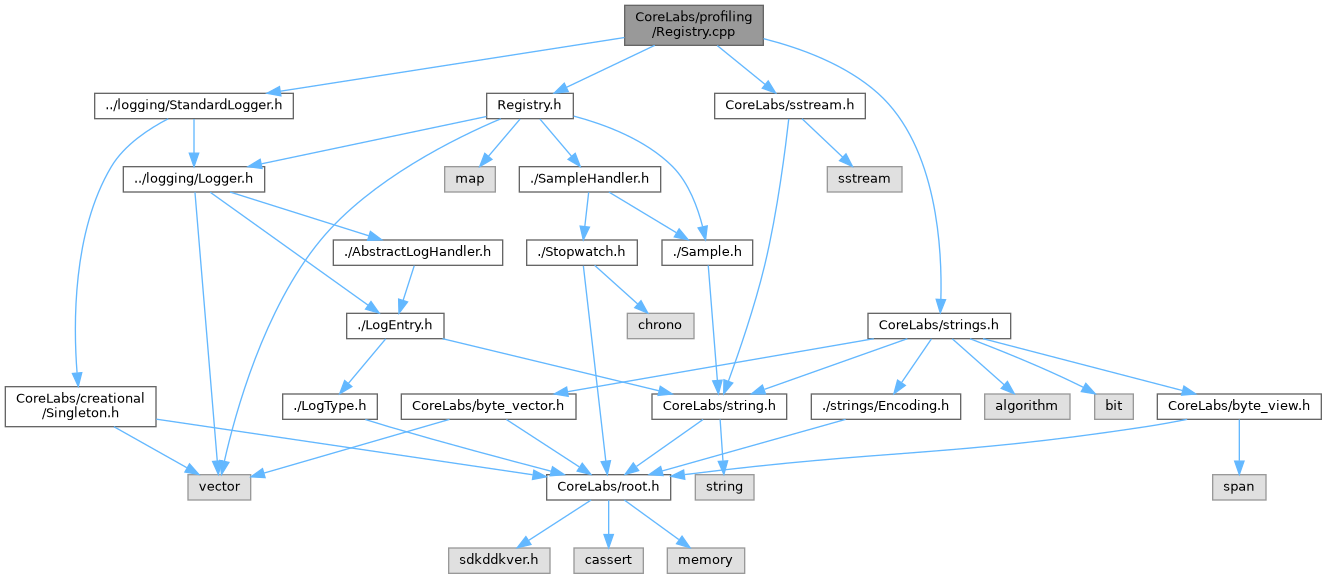 CoreLabs/profiling
/Registry.cpp
../logging/StandardLogger.h
Registry.h
CoreLabs/sstream.h
../logging/Logger.h
map
./SampleHandler.h
sstream
./AbstractLogHandler.h
./Stopwatch.h
./Sample.h
./LogEntry.h
chrono
CoreLabs/strings.h
CoreLabs/creational
/Singleton.h
./LogType.h
CoreLabs/byte_vector.h
CoreLabs/string.h
./strings/Encoding.h
algorithm
bit
CoreLabs/byte_view.h
vector
CoreLabs/root.h
string
span
sdkddkver.h
cassert
memory